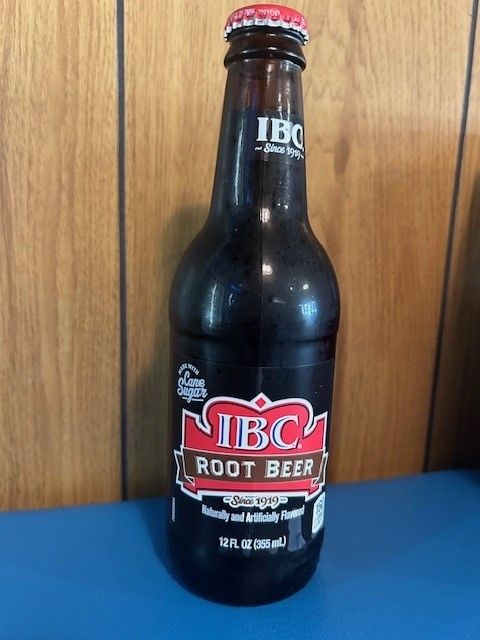 IBC
~ Since 1919 ~
MADE WITH
Cane
Sugar
IBC
ROOT BEER
~Since 1919~
Naturally and Artificially Flavored
12 FL OZ (355 mL)